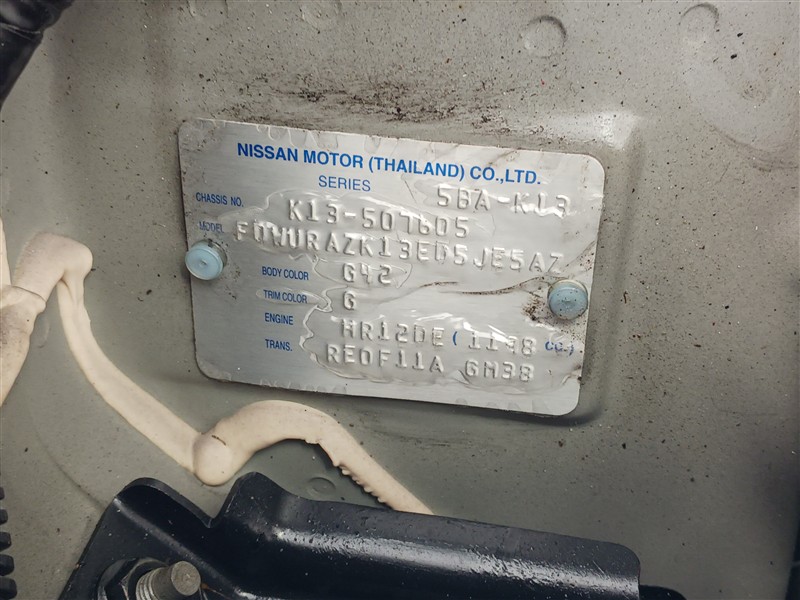 NISSAN MOTOR (THAILAND) CO.,LTD.
SERIES 5BA-K13
CHASSIS NO. K13-507605
MODEL FDWURAZK13ED5JE5AZ
BODY COLOR G42
TRIM COLOR G
ENGINE HR12DE (1198 CC.)
TRANS. RE0F11A GH38